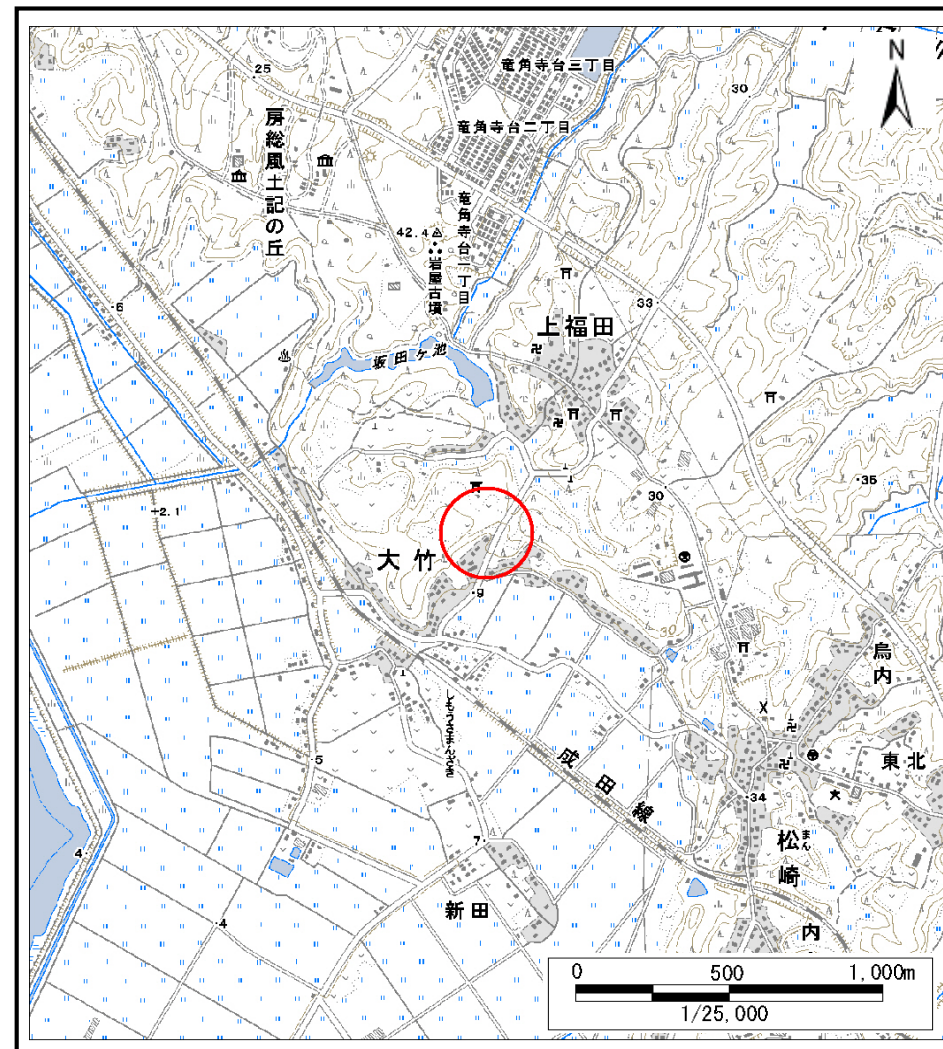 N
竜角寺台三丁目
25
30
房総風土記の丘
竜角寺台二丁目
竜角寺台一丁目
42.4
岩屋古墳
6
33
30
上福田
坂田ヶ池
2.1
30
35
大竹
9
30
鳥内
しもうさまんざき
成田線
東北
5
34
松崎
まん
4
7
4
新田
内
0 500 1,000m
1/25,000